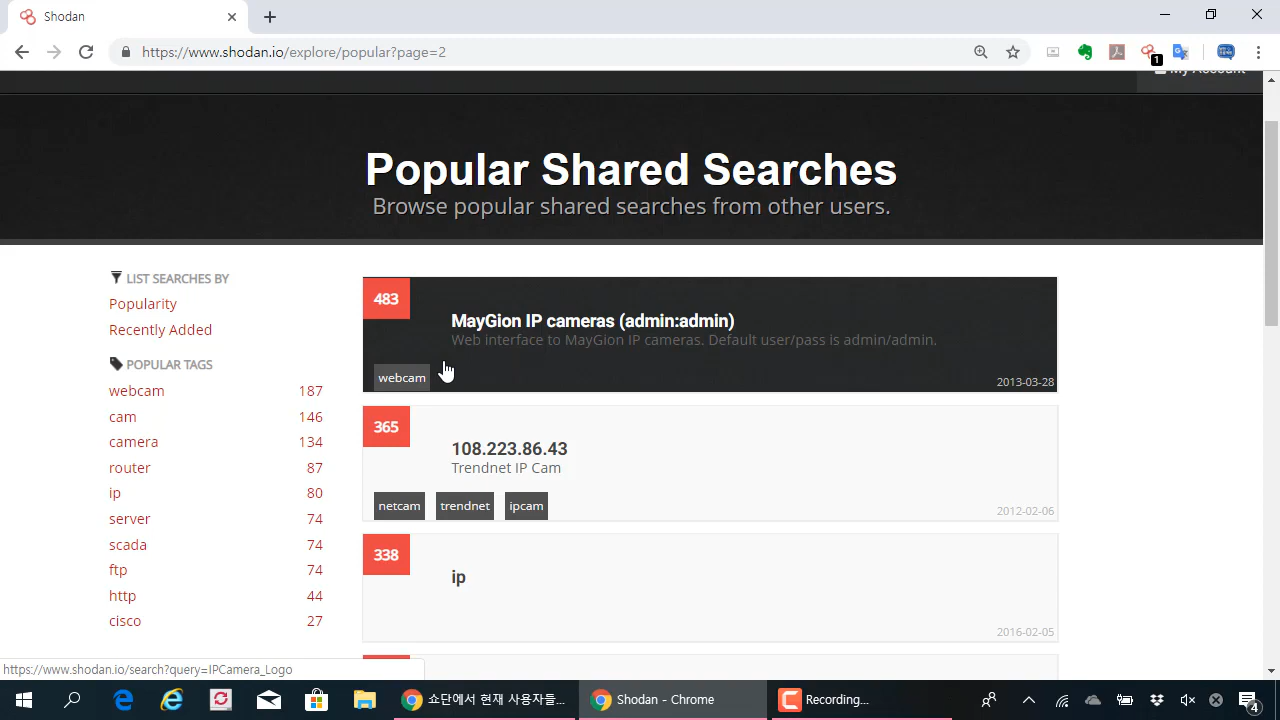 Shodan
https://www.shodan.io/explore/popular?page=2
1
My Account
Popular Shared Searches
Browse popular shared searches from other users.
LIST SEARCHES BY
Popularity
Recently Added
POPULAR TAGS
webcam 187
cam 146
camera 134
router 87
ip 80
server 74
scada 74
ftp 74
http 44
cisco 27
483
MayGion IP cameras (admin:admin)
Web interface to MayGion IP cameras. Default user/pass is admin/admin.
webcam
2013-03-28
365
108.223.86.43
Trendnet IP Cam
netcam trendnet ipcam
2012-02-06
338
ip
2016-02-05
https://www.shodan.io/search?query=IPCamera_Logo
쇼단에서 현재 사용자들...
Shodan - Chrome
Recording...
4